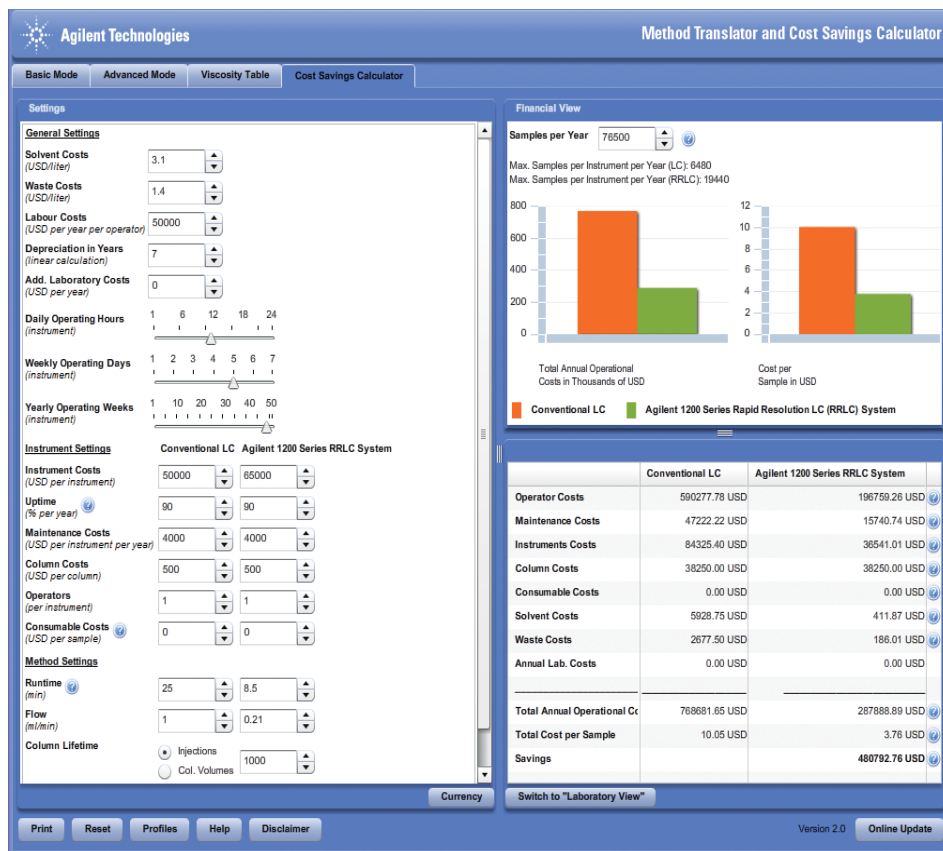 Agilent Technologies
Method Translator and Cost Savings Calculator
Basic Mode Advanced Mode Viscosity Table Cost Savings Calculator
Settings
General Settings
Solvent Costs
(USD/liter)
3.1
Waste Costs
(USD/liter)
1.4
Labour Costs
(USD per year per operator)
50000
Depreciation in Years
(linear calculation)
7
Add. Laboratory Costs
(USD per year)
0
Daily Operating Hours
(instrument)
1 6 12 18 24
Weekly Operating Days
(instrument)
1 2 3 4 5 6 7
Yearly Operating Weeks
(instrument)
1 10 20 30 40 50
Instrument Settings Conventional LC Agilent 1200 Series RRLC System
Instrument Costs
(USD per instrument)
50000 65000
Uptime
(% per year)
90 90
Maintenance Costs
(USD per instrument per year)
4000 4000
Column Costs
(USD per column)
500 500
Operators
(per instrument)
1 1
Consumable Costs
(USD per sample)
0 0
Method Settings
Runtime
(min)
25 8.5
Flow
(ml/min)
1 0.21
Column Lifetime
Injections
Col. Volumes
1000
Currency
Financial View
Samples per Year 76500
Max. Samples per Instrument per Year (LC): 6480
Max. Samples per Instrument per Year (RRLC): 19440
800
600
400
200
0
Total Annual Operational
Costs in Thousands of USD
12
10
8
6
4
2
0
Cost per
Sample in USD
Conventional LC Agilent 1200 Series Rapid Resolution LC (RRLC) System
Conventional LC Agilent 1200 Series RRLC System
Operator Costs 590277.78 USD 196759.26 USD
Maintenance Costs 47222.22 USD 15740.74 USD
Instruments Costs 84325.40 USD 36541.01 USD
Column Costs 38250.00 USD 38250.00 USD
Consumable Costs 0.00 USD 0.00 USD
Solvent Costs 5928.75 USD 411.87 USD
Waste Costs 2677.50 USD 186.01 USD
Annual Lab. Costs 0.00 USD 0.00 USD
Total Annual Operational Cc 768681.65 USD 287888.89 USD
Total Cost per Sample 10.05 USD 3.76 USD
Savings 480792.76 USD
Switch to "Laboratory View"
Print Reset Profiles Help Disclaimer
Version 2.0 Online Update